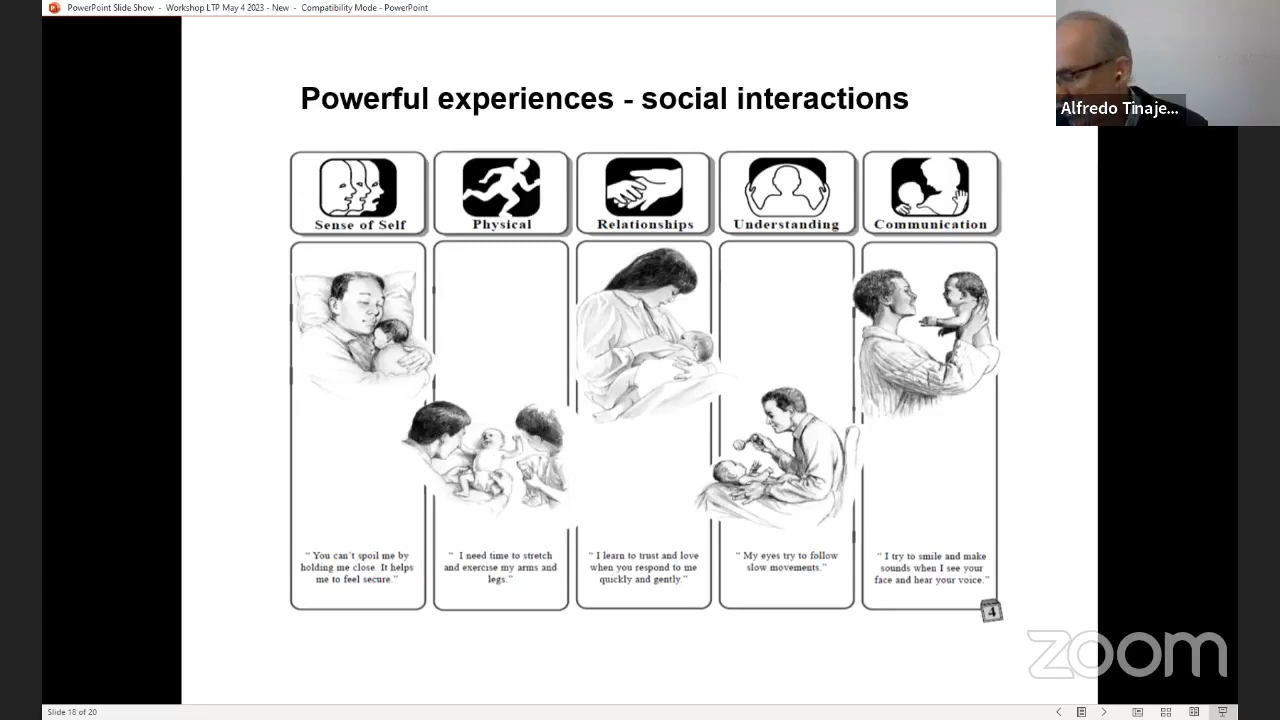 PowerPoint Slide Show - Workshop LTP May 4 2023 - New - Compatibility Mode - PowerPoint
Alfredo Tinaje...
Powerful experiences - social interactions
Sense of Self
Physical
Relationships
Understanding
Communication
“ You can't spoil me by
holding me close. It helps
me to feel secure.”
“ I need time to stretch
and exercise my arms and
legs.”
“ I learn to trust and love
when you respond to me
quickly and gently.”
“ My eyes try to follow
slow movements.”
“ I try to smile and make
sounds when I see your
face and hear your voice.”
4
zoom
Slide 18 of 20